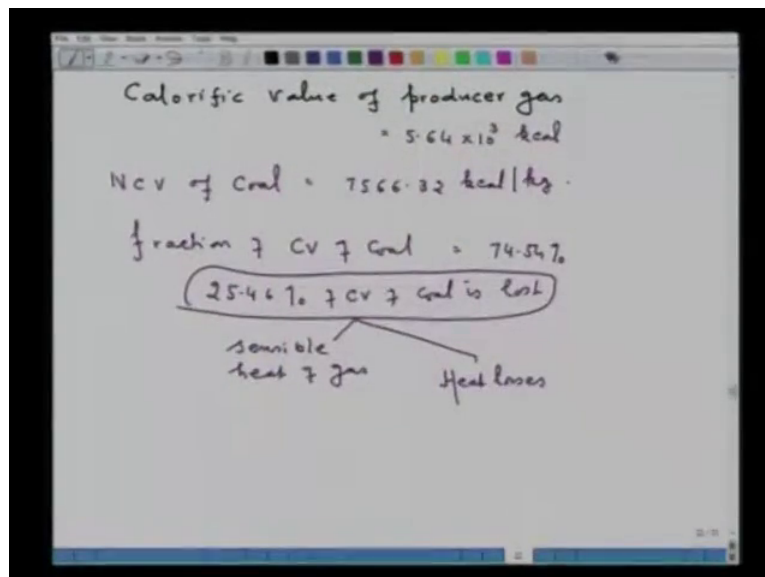 Calorific value of producer gas
= 5.64 x 10³ kcal
NCV of Coal = 7566.32 kcal/kg.
fraction of CV of Coal = 74.54%
25.46% of CV of Coal is lost
sensible heat of gas
Heat losses